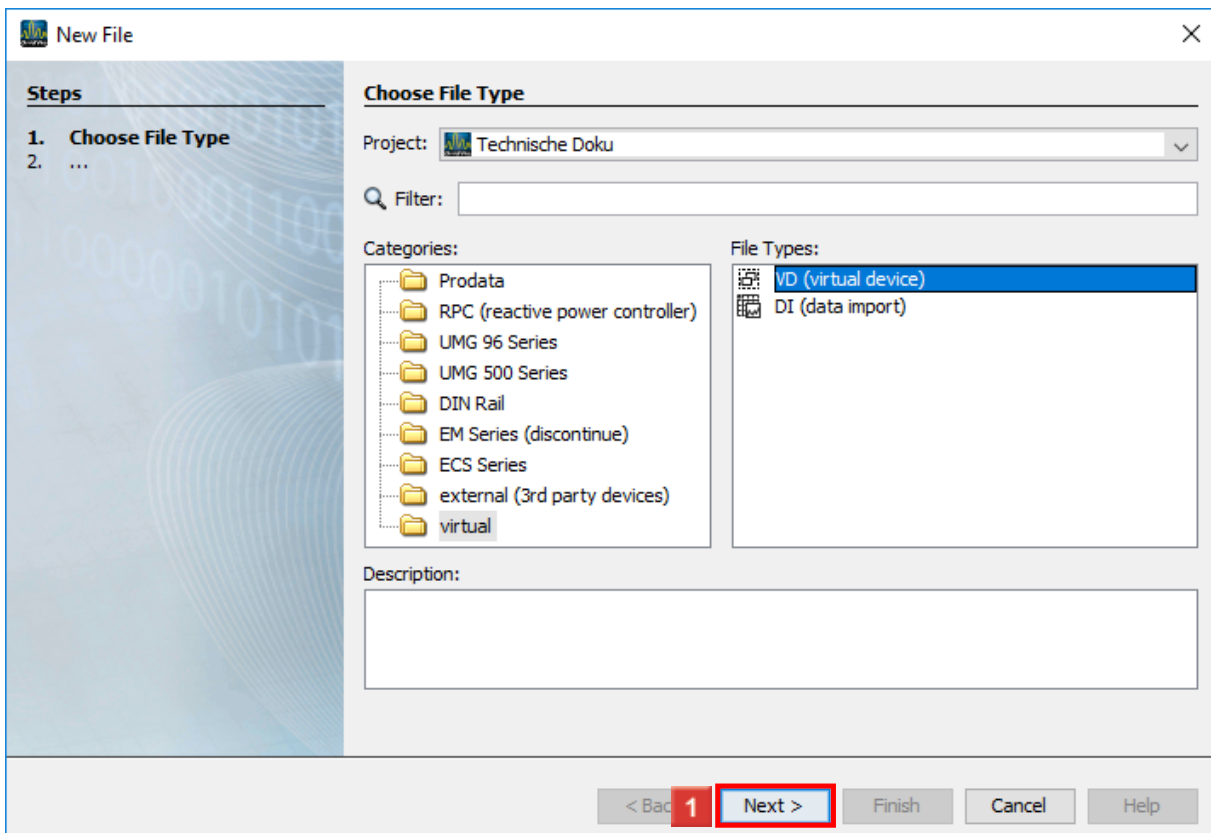 New File
Steps
1. Choose File Type
2. ...
Choose File Type
Project: Technische Doku
Filter:
Categories:
Prodata
RPC (reactive power controller)
UMG 96 Series
UMG 500 Series
DIN Rail
EM Series (discontinue)
ECS Series
external (3rd party devices)
virtual
File Types:
VD (virtual device)
DI (data import)
Description:
< Bac 1 Next > Finish Cancel Help